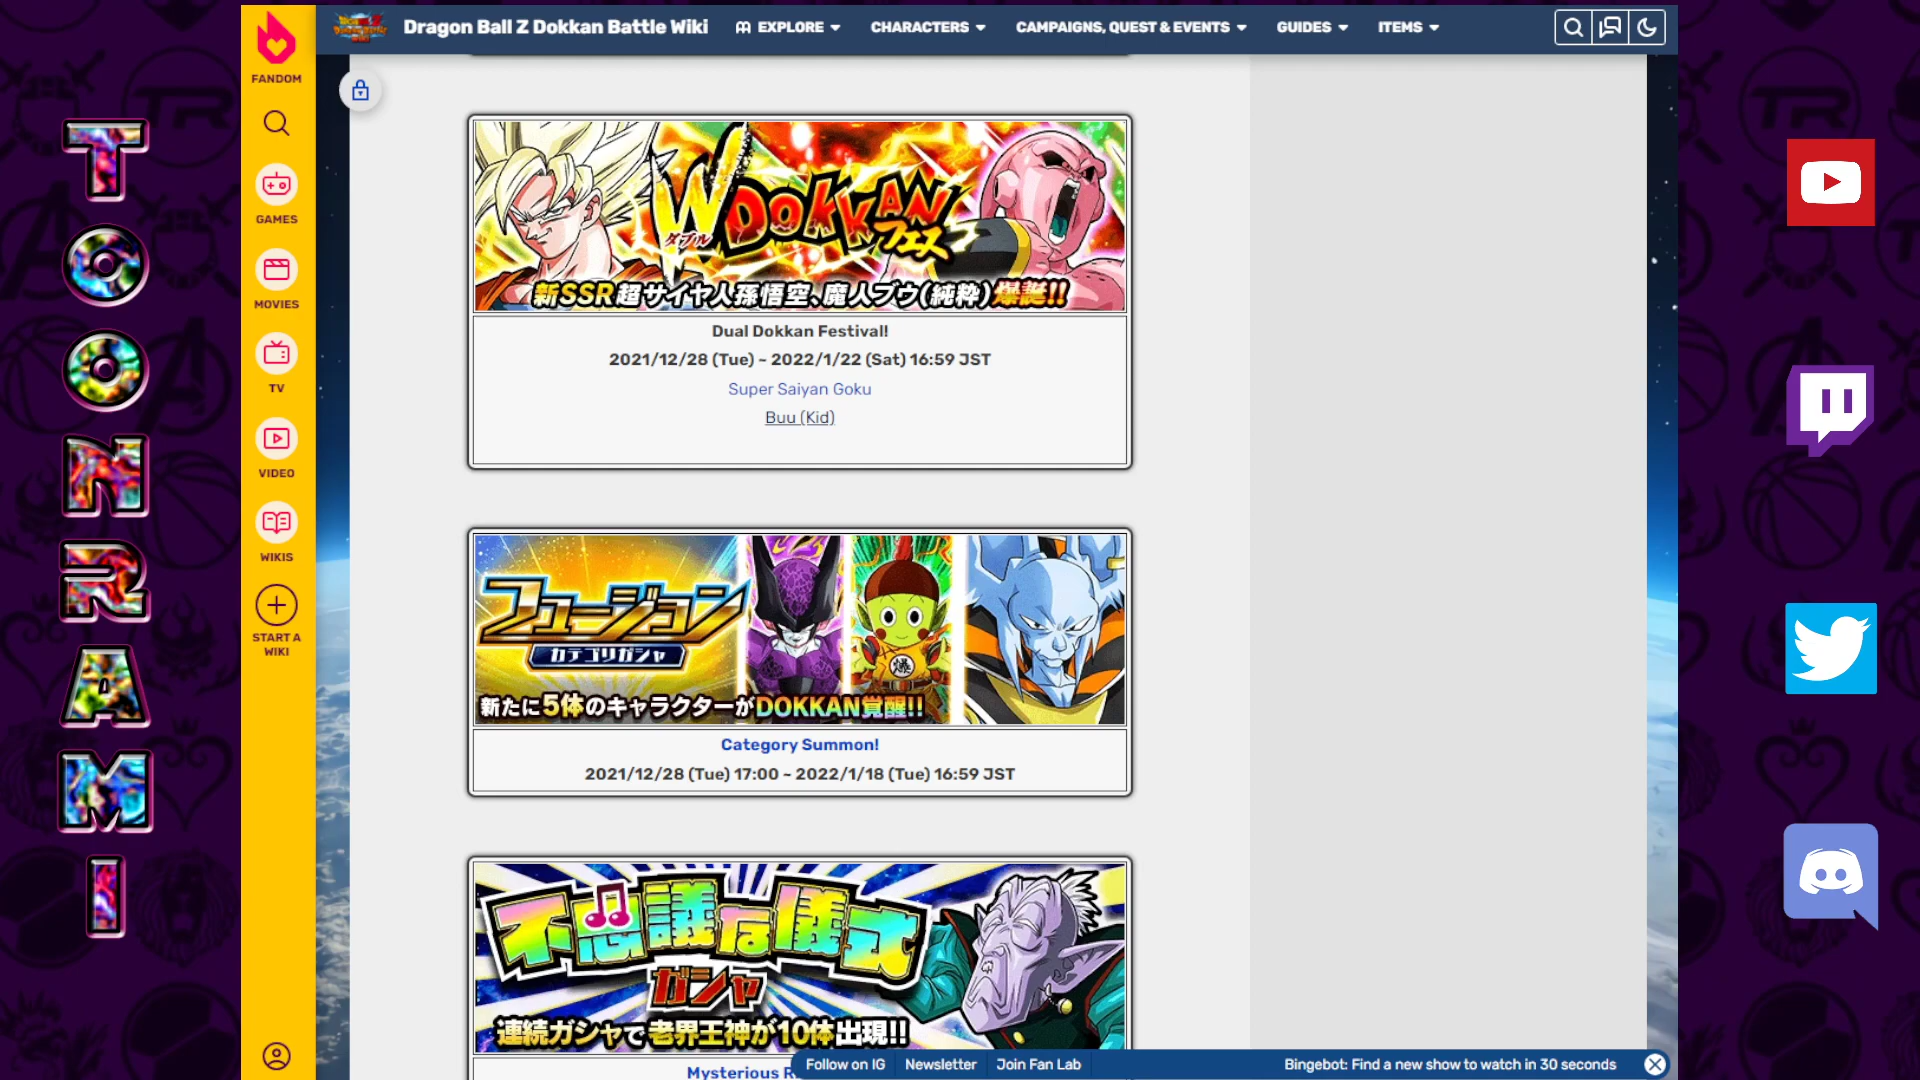 TOONRAMI
FANDOM
GAMES
MOVIES
TV
VIDEO
WIKIS
START A
WIKI
Dragon Ball Z Dokkan Battle Wiki
EXPLORE
CHARACTERS
CAMPAIGNS, QUEST & EVENTS
GUIDES
ITEMS
W DOKKANフェス
ダブル
新SSR超サイヤ人孫悟空、魔人ブウ(純粋)爆誕!!
Dual Dokkan Festival!
2021/12/28 (Tue) ~ 2022/1/22 (Sat) 16:59 JST
Super Saiyan Goku
Buu (Kid)
フュージョン
カテゴリガシャ
新たに5体のキャラクターがDOKKAN覚醒!!
Category Summon!
2021/12/28 (Tue) 17:00 ~ 2022/1/18 (Tue) 16:59 JST
不思議な儀式
ガシャ
連続ガシャで老界王神が10体出現!!
Mysterious R
Follow on IG
Newsletter
Join Fan Lab
Bingebot: Find a new show to watch in 30 seconds